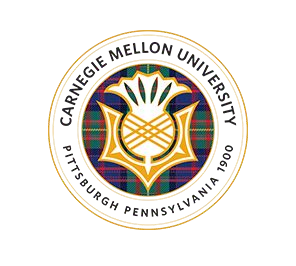 CARNEGIE MELLON UNIVERSITY
PITTSBURGH PENNSYLVANIA 1900